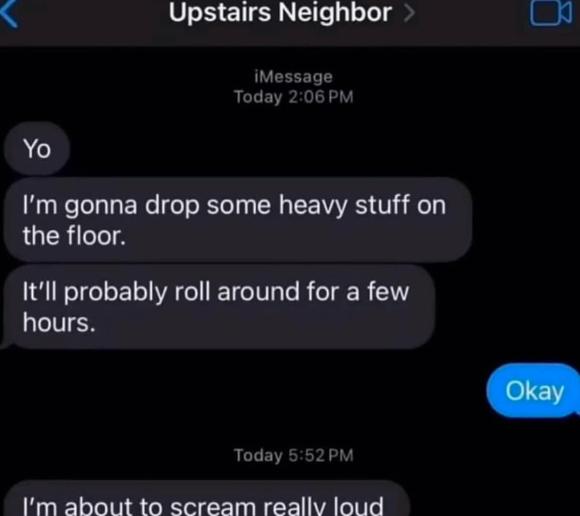 Upstairs Neighbor
iMessage
Today 2:06 PM
Yo
I'm gonna drop some heavy stuff on
the floor.
It'll probably roll around for a few
hours.
Okay
Today 5:52 PM
I'm about to scream really loud